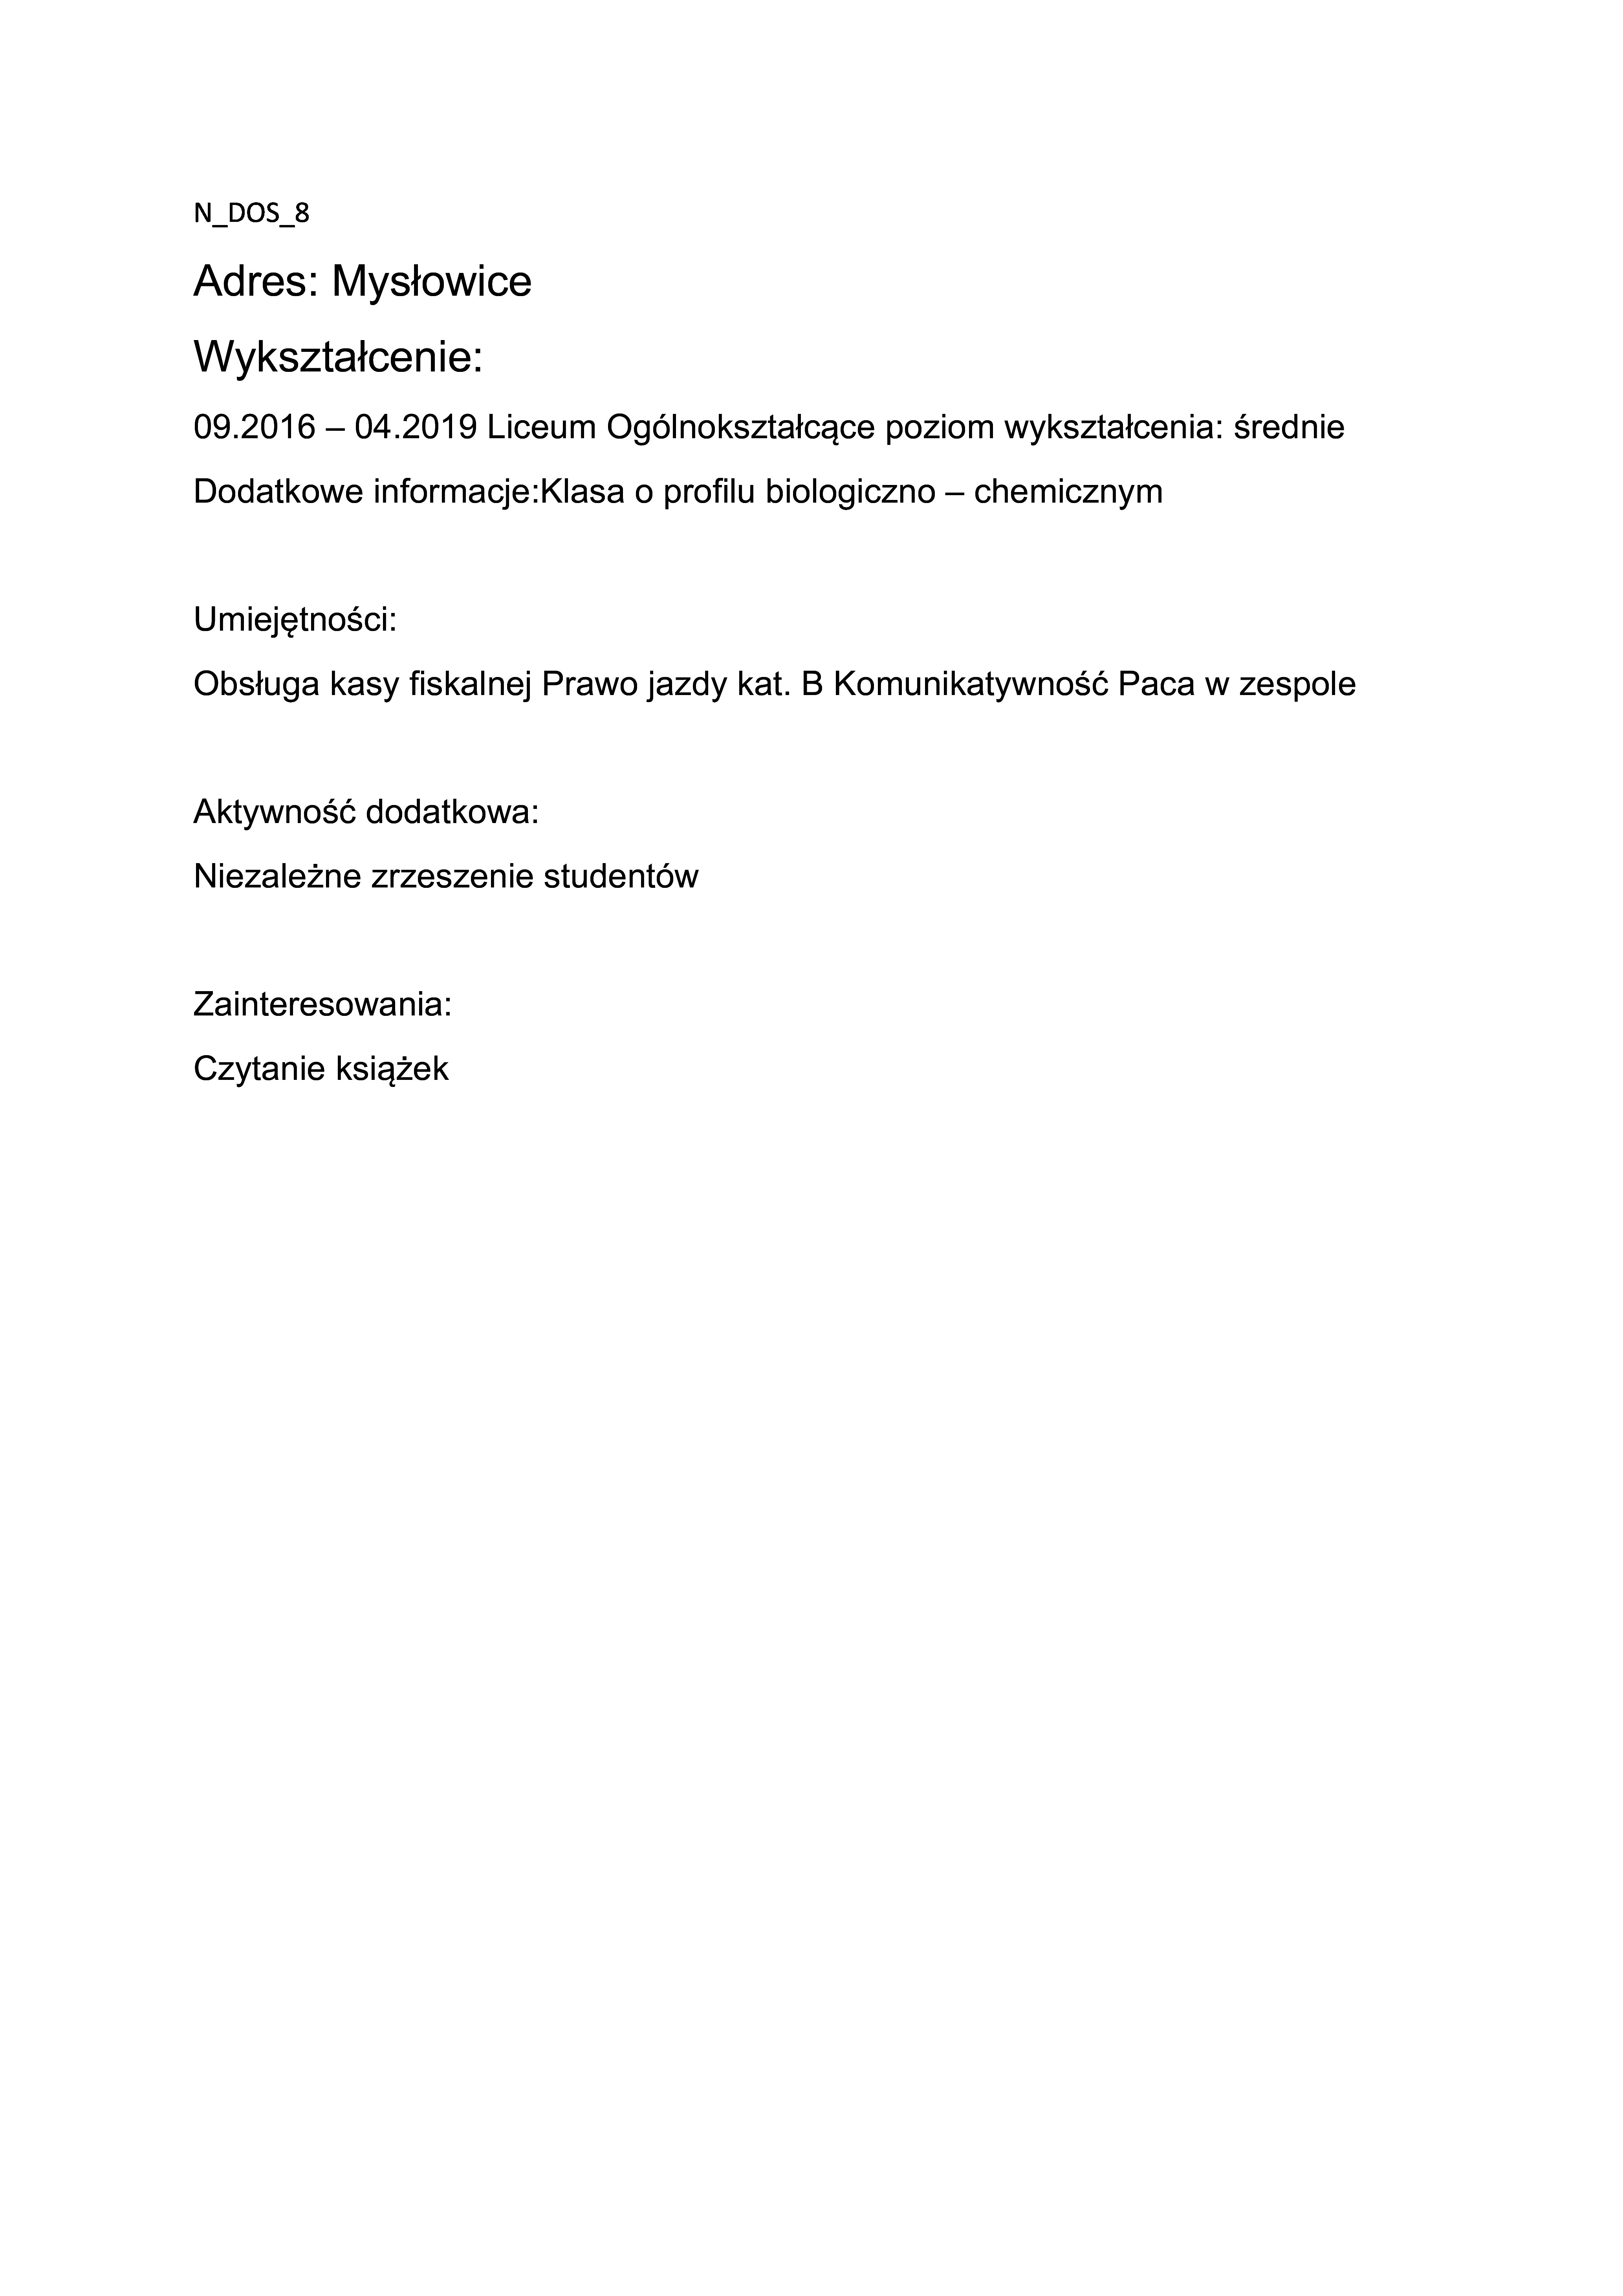 N_DOS_8
Adres: Mysłowice
Wykształcenie:
09.2016 – 04.2019 Liceum Ogólnokształcące poziom wykształcenia: średnie
Dodatkowe informacje:Klasa o profilu biologiczno – chemicznym
Umiejętności:
Obsługa kasy fiskalnej Prawo jazdy kat. B Komunikatywność Paca w zespole
Aktywność dodatkowa:
Niezależne zrzeszenie studentów
Zainteresowania:
Czytanie książek